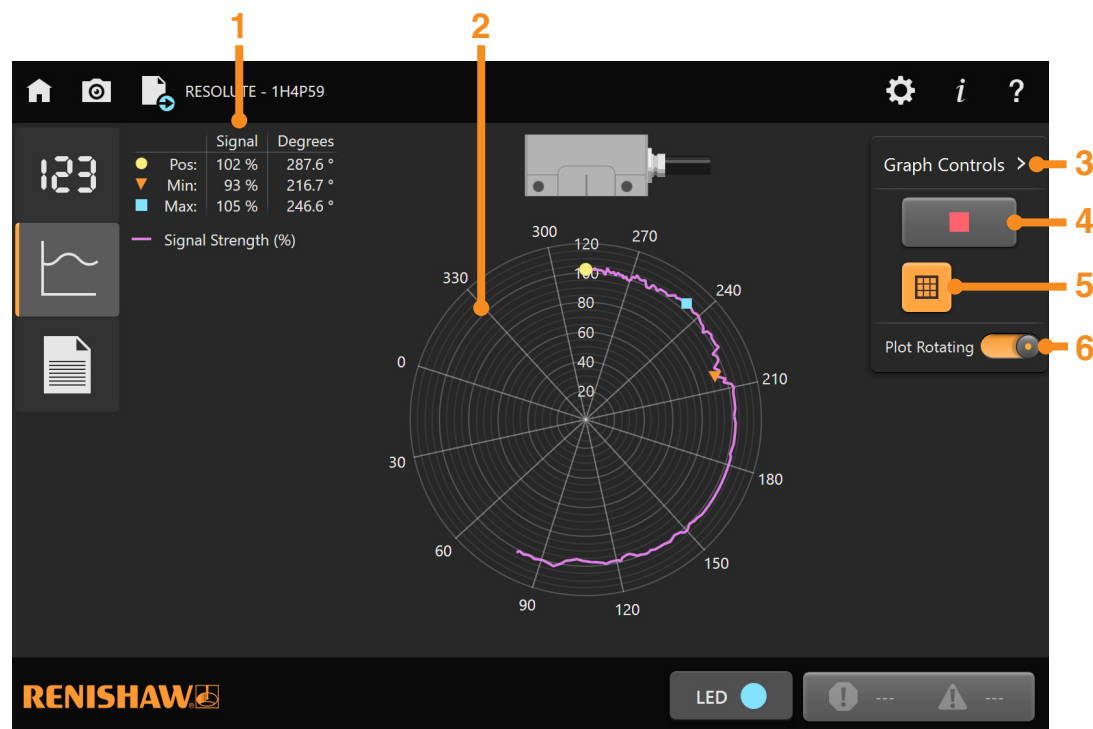 1
2
RESOLUTE - 1H4P59
i
?
123
Signal Degrees
Pos: 102 % 287.6 °
Min: 93 % 216.7 °
Max: 105 % 246.6 °
Signal Strength (%)
Graph Controls >
3
4
5
Plot Rotating
6
300
120
270
330
100
80
240
60
0
40
20
210
30
180
60
150
90
120
RENISHAW
LED
! ---
! ---